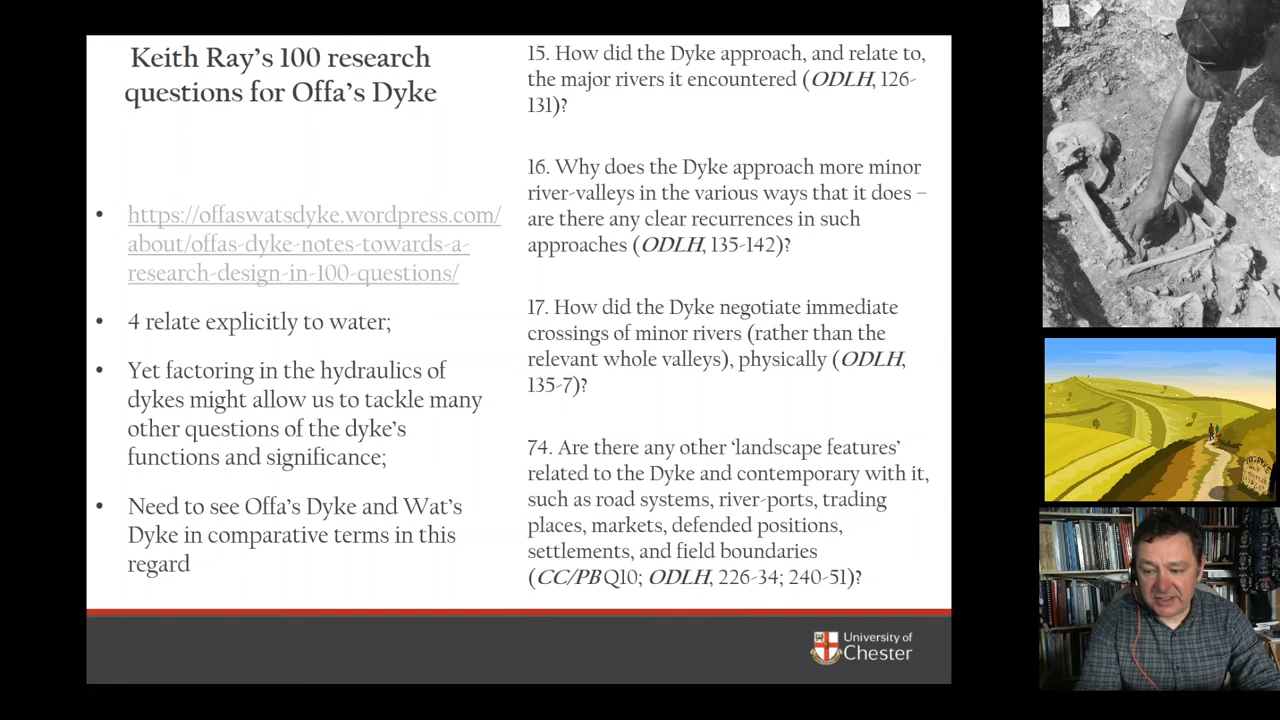 Keith Ray's 100 research
questions for Offa's Dyke
• https://offaswatsdyke.wordpress.com/
about/offas-dyke-notes-towards-a-
research-design-in-100-questions/
• 4 relate explicitly to water;
• Yet factoring in the hydraulics of
dykes might allow us to tackle many
other questions of the dyke's
functions and significance;
• Need to see Offa's Dyke and Wat's
Dyke in comparative terms in this
regard
15. How did the Dyke approach, and relate to,
the major rivers it encountered (ODLH, 126-
131)?
16. Why does the Dyke approach more minor
river-valleys in the various ways that it does –
are there any clear recurrences in such
approaches (ODLH, 135-142)?
17. How did the Dyke negotiate immediate
crossings of minor rivers (rather than the
relevant whole valleys), physically (ODLH,
135-7)?
74. Are there any other 'landscape features'
related to the Dyke and contemporary with it,
such as road systems, river-ports, trading
places, markets, defended positions,
settlements, and field boundaries
(CC/PB Q10; ODLH, 226-34; 240-51)?
University of
Chester